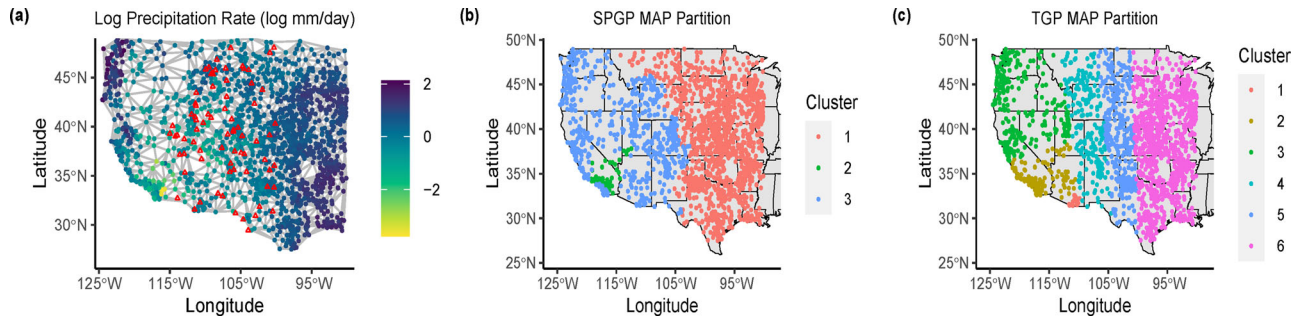 (a) Log Precipitation Rate (log mm/day)
45°N
40°N
35°N
30°N
125°W 115°W 105°W 95°W
Latitude
Longitude
2
0
−2
(b) SPGP MAP Partition
50°N
45°N
40°N
35°N
30°N
25°N
125°W 115°W 105°W 95°W
Latitude
Longitude
Cluster
1
2
3
(c) TGP MAP Partition
50°N
45°N
40°N
35°N
30°N
25°N
125°W 115°W 105°W 95°W
Latitude
Longitude
Cluster
1
2
3
4
5
6